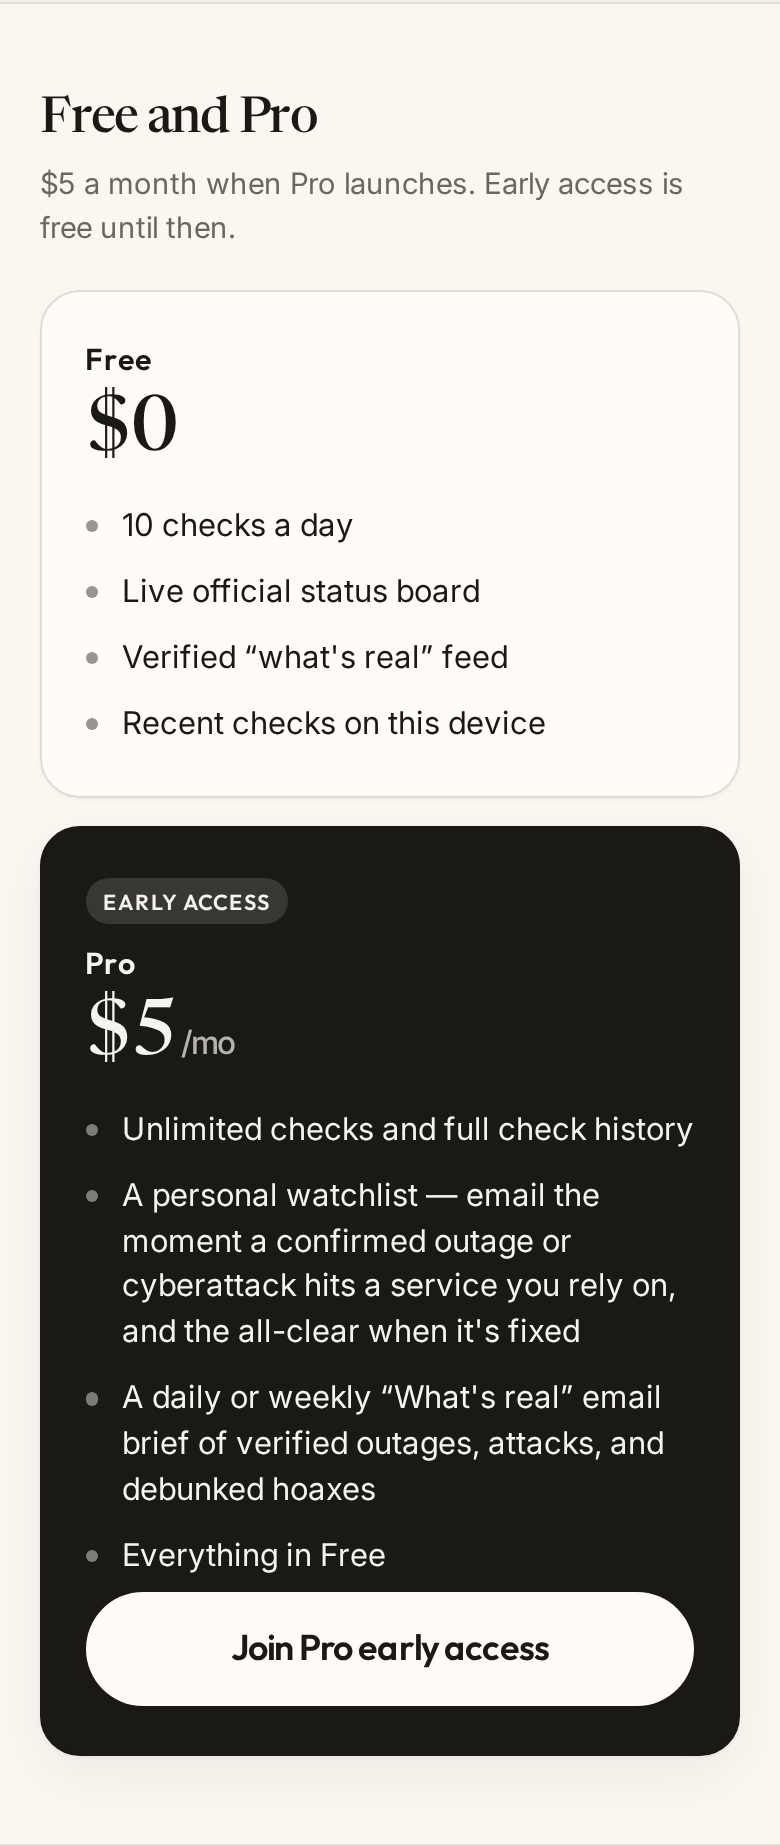 Free and Pro
$5 a month when Pro launches. Early access is
free until then.
Free
$0
10 checks a day
Live official status board
Verified “what's real” feed
Recent checks on this device
EARLY ACCESS
Pro
$5 /mo
Unlimited checks and full check history
A personal watchlist — email the
moment a confirmed outage or
cyberattack hits a service you rely on,
and the all-clear when it's fixed
A daily or weekly “What's real” email
brief of verified outages, attacks, and
debunked hoaxes
Everything in Free
Join Pro early access